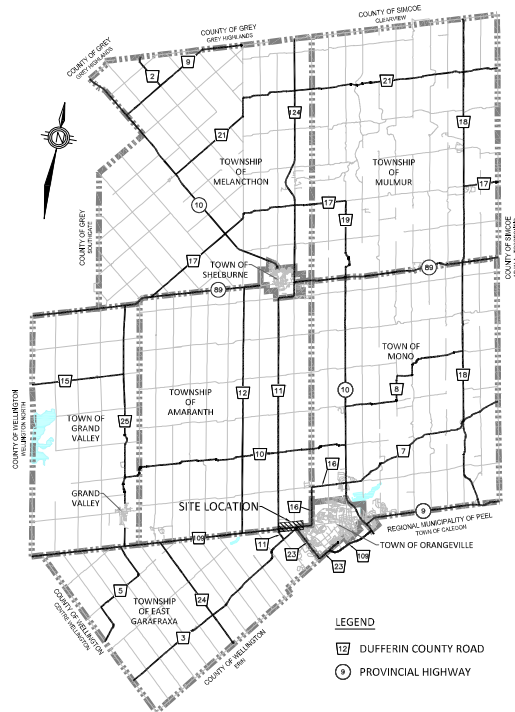 COUNTY OF GREY
GREY HIGHLANDS
COUNTY OF GREY
GREY HIGHLANDS
COUNTY OF SIMCOE
CLEARVIEW
9
2
21
124
18
21
TOWNSHIP
OF
MELANCTHON
TOWNSHIP
OF
MULMUR
N
17
10
17
19
COUNTY OF GREY
SOUTHGATE
COUNTY OF SIMCOE
17
TOWN OF
SHELBURNE
89
89
TOWN OF
MONO
15
TOWNSHIP
OF
AMARANTH
12
11
10
8
18
COUNTY OF WELLINGTON
WELLINGTON NORTH
25
TOWN OF
GRAND
VALLEY
10
7
16
GRAND
VALLEY
SITE LOCATION
16
9
REGIONAL MUNICIPALITY OF PEEL
TOWN OF CALEDON
109
11
23
TOWN OF ORANGEVILLE
109
23
5
24
COUNTY OF WELLINGTON
CENTRE WELLINGTON
TOWNSHIP
OF EAST
GARAFRAXA
3
COUNTY OF WELLINGTON
ERIN
LEGEND
12 DUFFERIN COUNTY ROAD
9 PROVINCIAL HIGHWAY